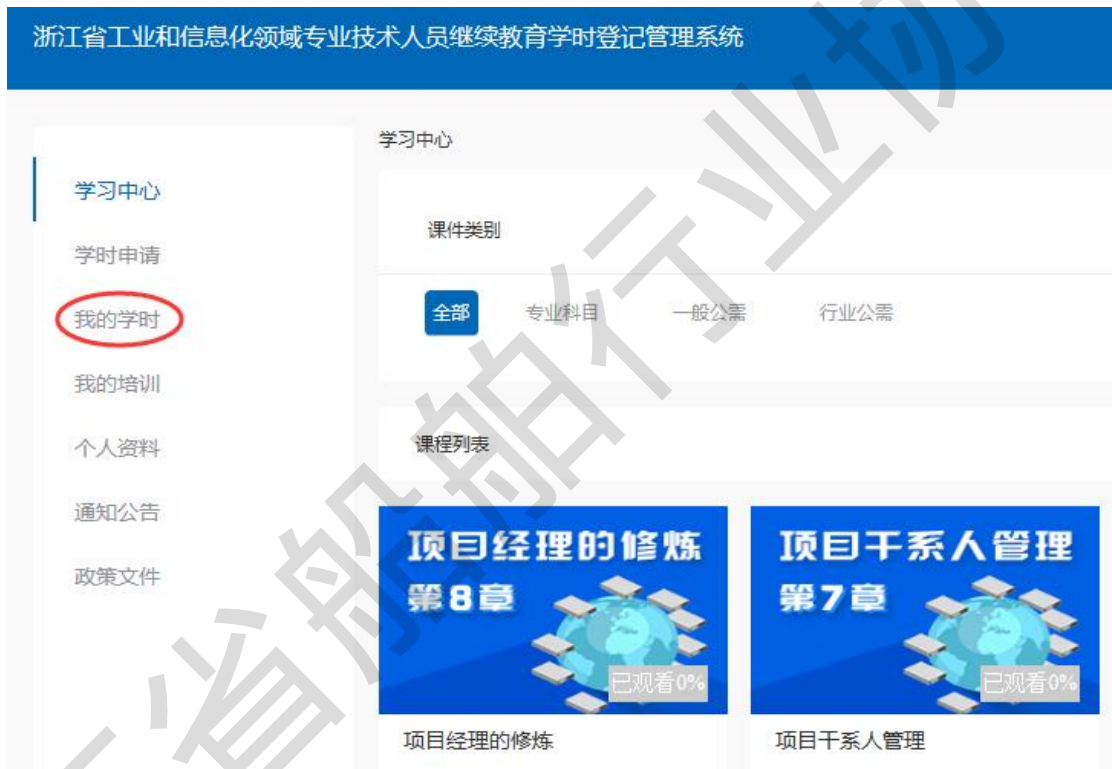 浙江省工业和信息化领域专业技术人员继续教育学时登记管理系统
学习中心
学时申请
我的学时
我的培训
个人资料
通知公告
政策文件
学习中心
课件类别
全部 专业科目 一般公需 行业公需
课程列表
项目经理的修炼
第8章
已观看0%
项目经理的修炼
项目干系人管理
第7章
已观看0%
项目干系人管理
省船舶行业协